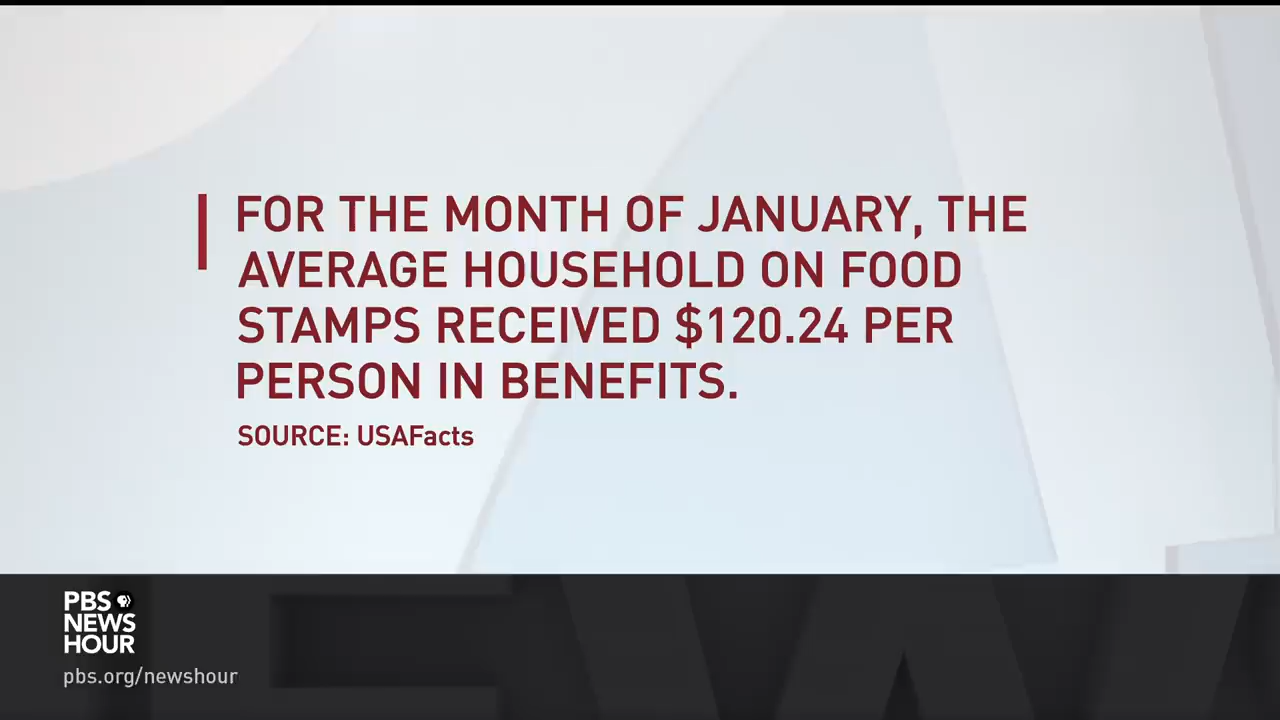 FOR THE MONTH OF JANUARY, THE
AVERAGE HOUSEHOLD ON FOOD
STAMPS RECEIVED $120.24 PER
PERSON IN BENEFITS.
SOURCE: USAFacts
PBS
NEWS
HOUR
pbs.org/newshour